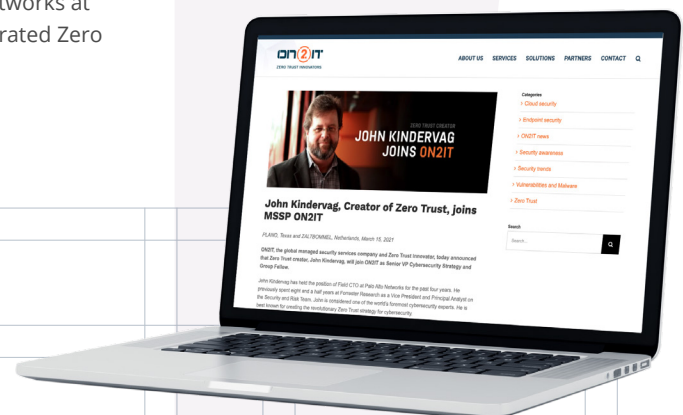 tworks at
rated Zero
ON2IT
ZERO TRUST INNOVATORS
ABOUT US SERVICES SOLUTIONS PARTNERS CONTACT
ZERO TRUST CREATOR
JOHN KINDERVAG
JOINS ON2IT
John Kindervag, Creator of Zero Trust, joins
MSSP ON2IT
PLANO, Texas and ZALTBOMMEL, Netherlands, March 15, 2021
ON2IT, the global managed security services company and Zero Trust innovator, today announced
that Zero Trust creator, John Kindervag, will join ON2IT as Senior VP Cybersecurity Strategy and
Group Fellow.
John Kindervag has held the position of Field CTO at Palo Alto Networks for the past four years. He
previously spent eight and a half years at Forrester Research as a Vice President and Principal Analyst on
the Security and Risk Team. John is considered one of the world's foremost cybersecurity experts. He is
best known for creating the revolutionary Zero Trust strategy for cybersecurity.
Categories
> Cloud security
> Endpoint security
> ON2IT news
> Security awareness
> Security trends
> Vulnerabilities and Malware
> Zero Trust
Search
Search...